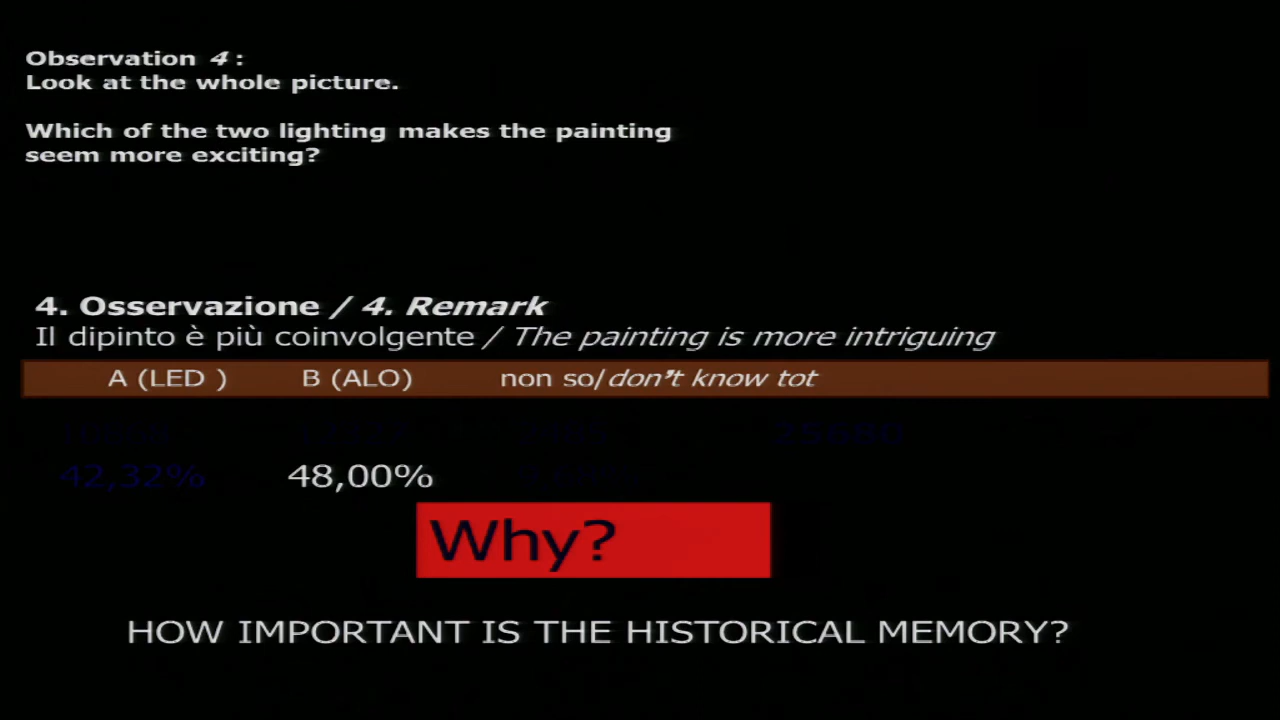 Observation 4 :
Look at the whole picture.
Which of the two lighting makes the painting
seem more exciting?
4. Osservazione / 4. Remark
Il dipinto è più coinvolgente / The painting is more intriguing
A (LED ) B (ALO) non so/don't know tot
25680
42,32% 48,00%
Why?
HOW IMPORTANT IS THE HISTORICAL MEMORY?